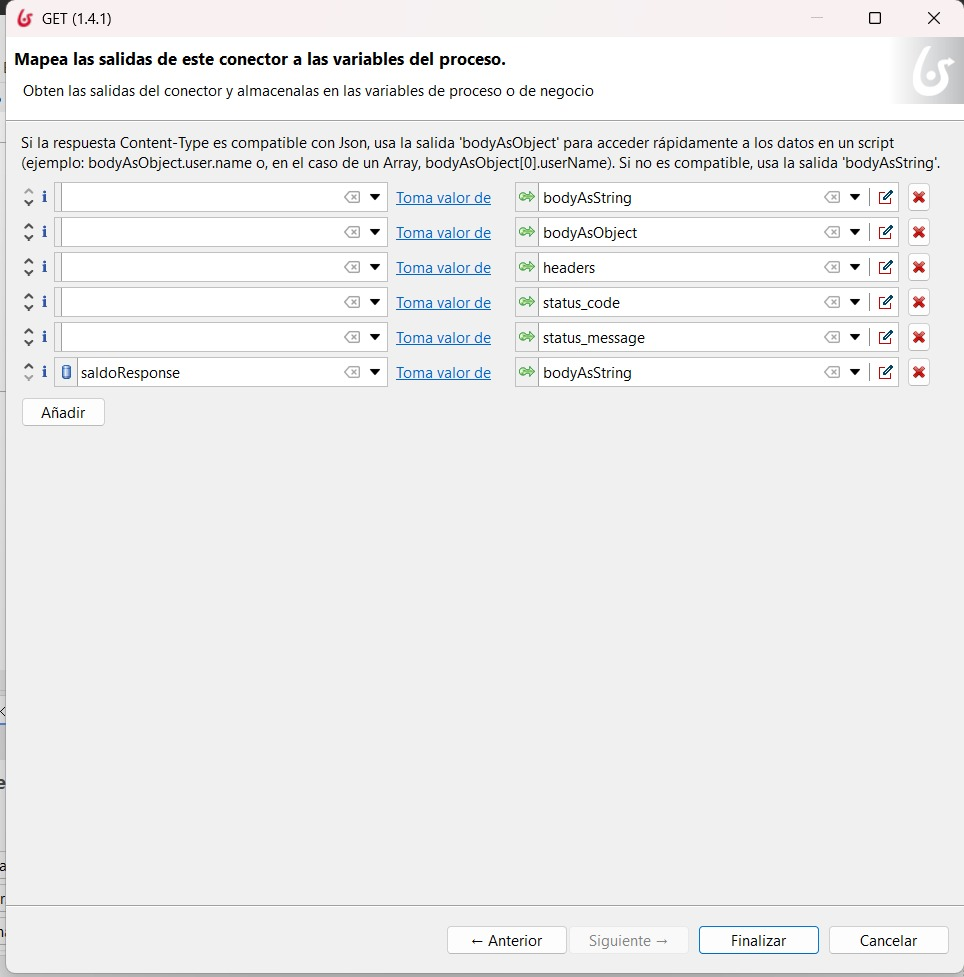 GET (1.4.1)
Mapea las salidas de este conector a las variables del proceso.
Obten las salidas del conector y almacenalas en las variables de proceso o de negocio
Si la respuesta Content-Type es compatible con Json, usa la salida 'bodyAsObject' para acceder rápidamente a los datos en un script
(ejemplo: bodyAsObject.user.name o, en el caso de un Array, bodyAsObject[0].userName). Si no es compatible, usa la salida 'bodyAsString'.
Toma valor de bodyAsString
Toma valor de bodyAsObject
Toma valor de headers
Toma valor de status_code
Toma valor de status_message
saldoResponse Toma valor de bodyAsString
Añadir
← Anterior Siguiente → Finalizar Cancelar